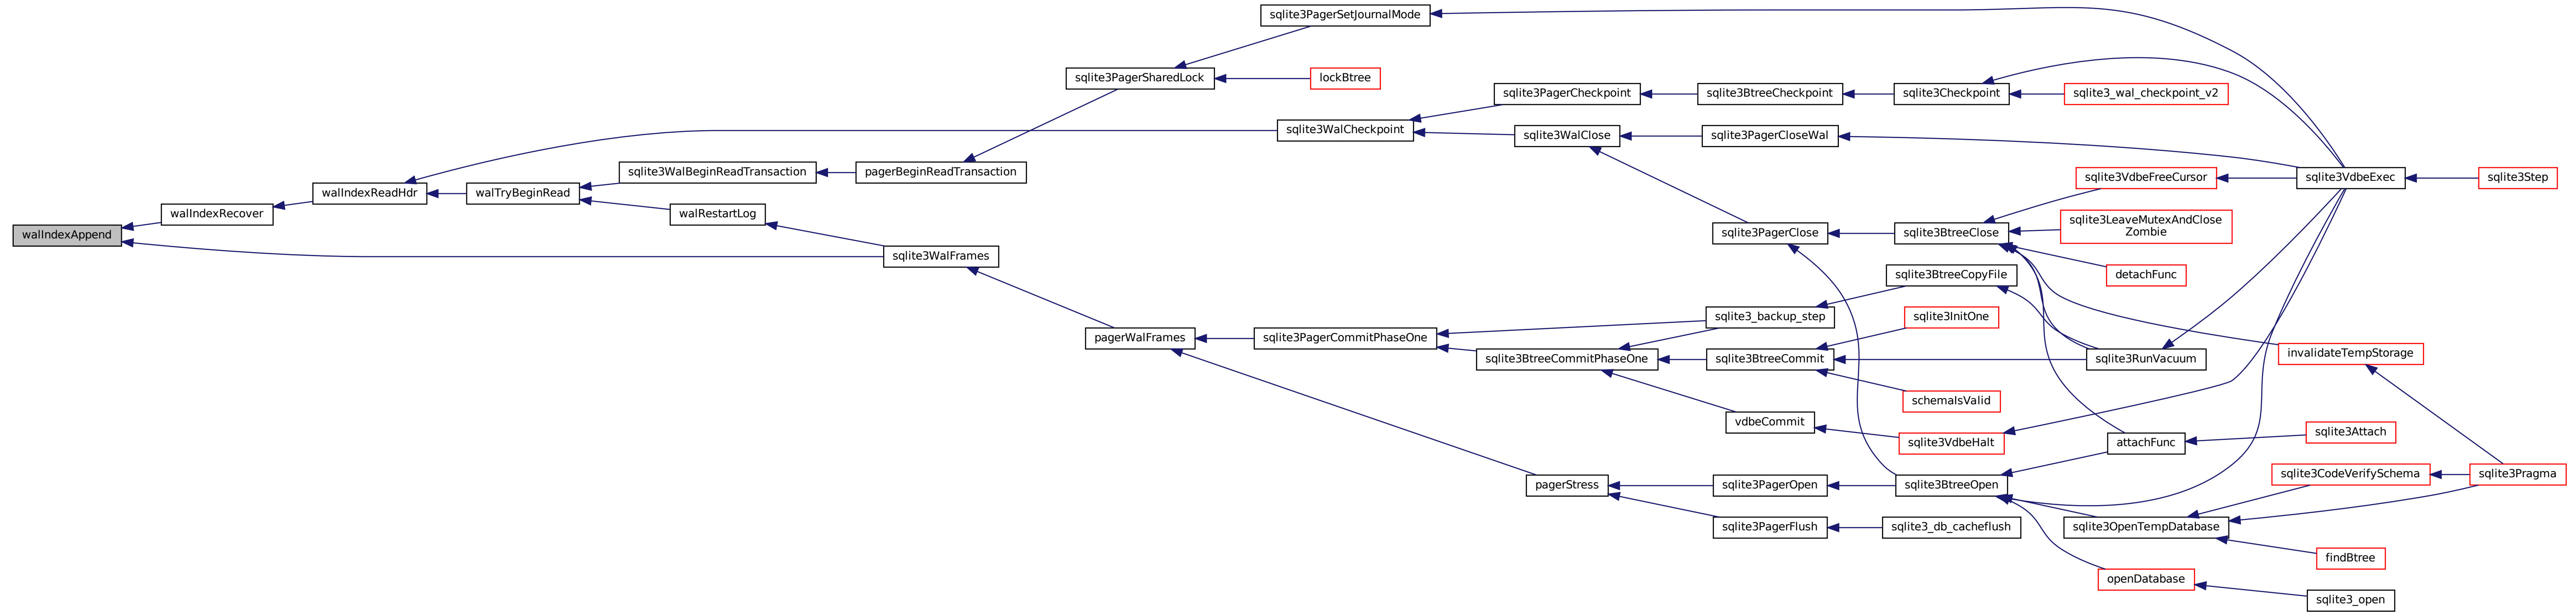 sqlite3PagerSetJournalMode
sqlite3PagerSharedLock
lockBtree
sqlite3PagerCheckpoint
sqlite3BtreeCheckpoint
sqlite3Checkpoint
sqlite3_wal_checkpoint_v2
sqlite3WalCheckpoint
sqlite3WalClose
sqlite3PagerCloseWal
sqlite3WalBeginReadTransaction
pagerBeginReadTransaction
sqlite3VdbeFreeCursor
sqlite3VdbeExec
sqlite3Step
walIndexReadHdr
walTryBeginRead
walIndexRecover
walRestartLog
sqlite3LeaveMutexAndClose
Zombie
walIndexAppend
sqlite3PagerClose
sqlite3BtreeClose
sqlite3WalFrames
sqlite3BtreeCopyFile
detachFunc
sqlite3_backup_step
sqlite3InitOne
pagerWalFrames
sqlite3PagerCommitPhaseOne
sqlite3BtreeCommitPhaseOne
sqlite3BtreeCommit
sqlite3RunVacuum
invalidateTempStorage
schemaIsValid
vdbeCommit
sqlite3VdbeHalt
attachFunc
sqlite3Attach
sqlite3CodeVerifySchema
sqlite3Pragma
pagerStress
sqlite3PagerOpen
sqlite3BtreeOpen
sqlite3PagerFlush
sqlite3_db_cacheflush
sqlite3OpenTempDatabase
findBtree
openDatabase
sqlite3_open